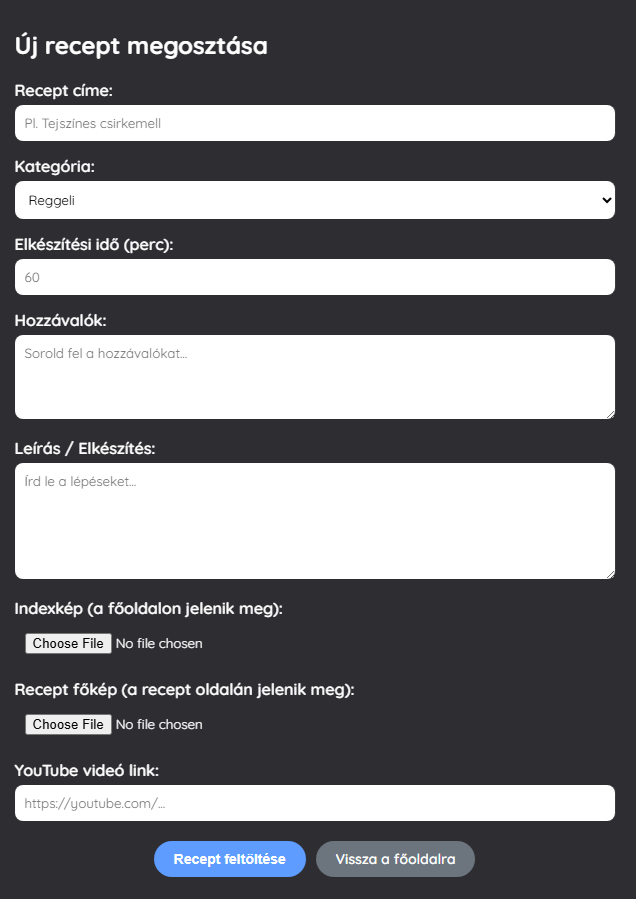 Új recept megosztása
Recept címe:
Pl. Tejszínes csirkemell
Kategória:
Reggeli
Elkészítési idő (perc):
60
Hozzávalók:
Sorold fel a hozzávalókat...
Leírás / Elkészítés:
Írd le a lépéseket...
Indexkép (a főoldalon jelenik meg):
Choose File No file chosen
Recept főkép (a recept oldalán jelenik meg):
Choose File No file chosen
YouTube videó link:
https://youtube.com/...
Recept feltöltése Vissza a főoldalra